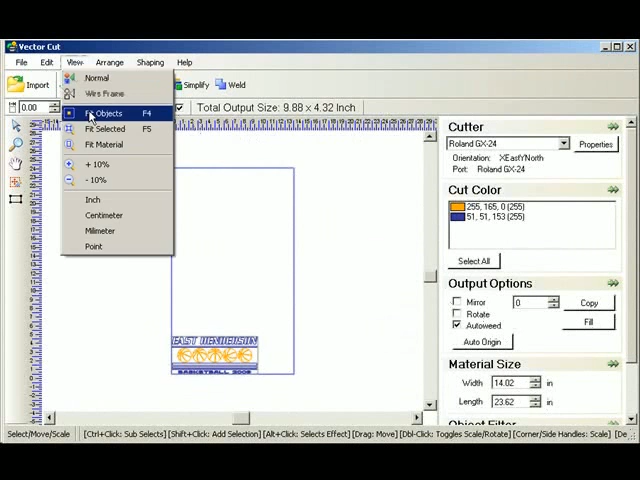 Vector Cut
File Edit View Arrange Shaping Help
Import
Simplify Weld
0.00
Total Output Size: 9.88 x 4.32 Inch
Normal
Wire Frame
Fit Objects F4
Fit Selected F5
Fit Material
+ 10%
- 10%
Inch
Centimeter
Milimeter
Point
EAST DENICISON
BASKETBALL 2008
Cutter
Roland GX-24
Properties
Orientation: XEastYNorth
Port: Roland GX-24
Cut Color
255, 165, 0 (255)
51, 51, 153 (255)
Select All
Output Options
Mirror 0 Copy
Rotate
Autoweed Fill
Auto Origin
Material Size
Width 14.02 in
Length 23.62 in
Object Filter
Select/Move/Scale [Ctrl+Click: Sub Selects] [Shift+Click: Add Selection] [Alt+Click: Selects Effect] [Drag: Move] [Dbl-Click: Toggles Scale/Rotate] [Corner/Side Handles: Scale] [De